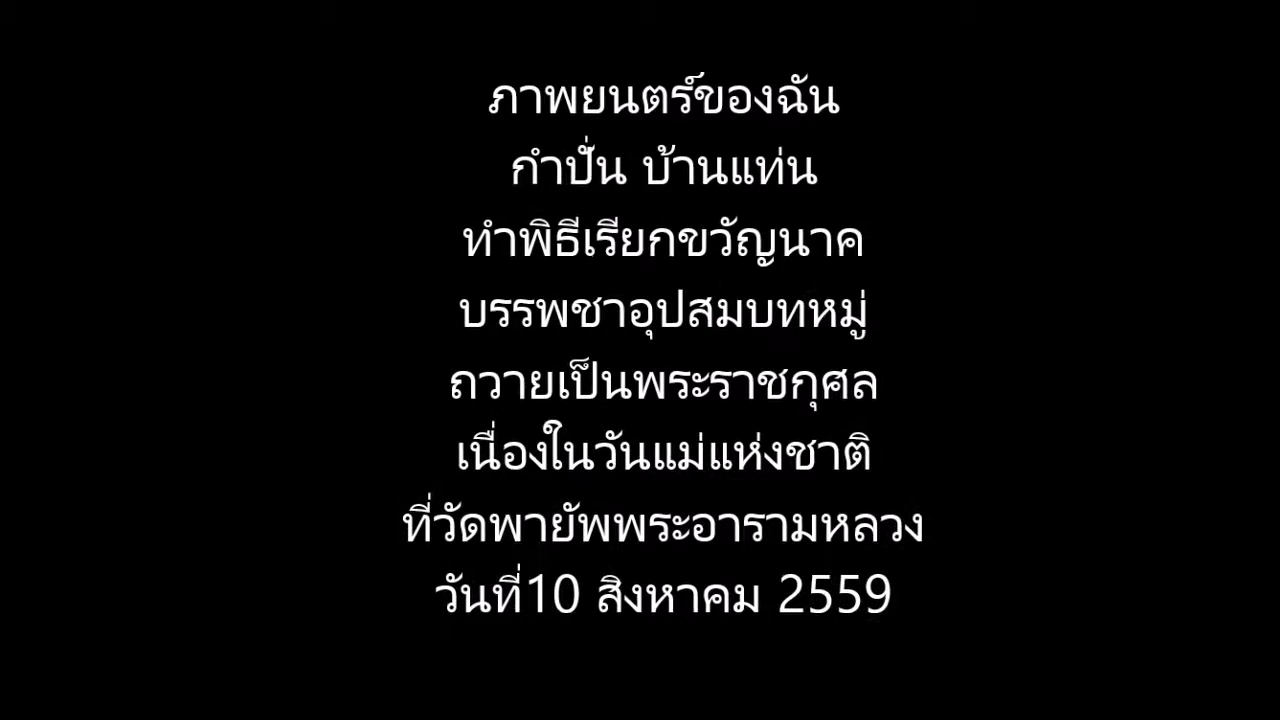 ภาพยนตร์ของฉัน
กำปั่น บ้านแท่น
ทำพิธีเรียกขวัญนาค
บรรพชาอุปสมบทหมู่
ถวายเป็นพระราชกุศล
เนื่องในวันแม่แห่งชาติ
ที่วัดพายัพพระอารามหลวง
วันที่10 สิงหาคม 2559